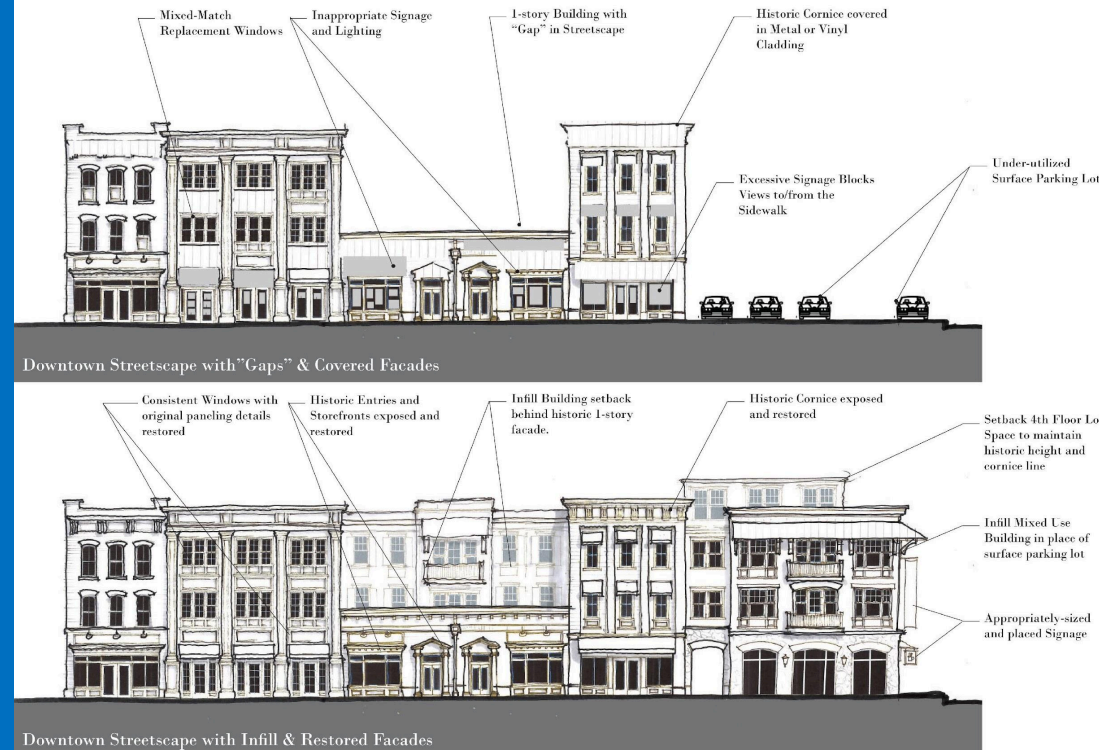 Mixed-Match
Replacement Windows
Inappropriate Signage
and Lighting
1-story Building with
“Gap” in Streetscape
Historic Cornice covered
in Metal or Vinyl
Cladding
Excessive Signage Blocks
Views to/from the
Sidewalk
Under-utilized
Surface Parking Lot
Downtown Streetscape with”Gaps” & Covered Facades
Consistent Windows with
original paneling details
restored
Historic Entries and
Storefronts exposed and
restored
Infill Building setback
behind historic 1-story
facade.
Historic Cornice exposed
and restored
Setback 4th Floor Lo
Space to maintain
historic height and
cornice line
Infill Mixed Use
Building in place of
surface parking lot
Appropriately-sized
and placed Signage
Downtown Streetscape with Infill & Restored Facades